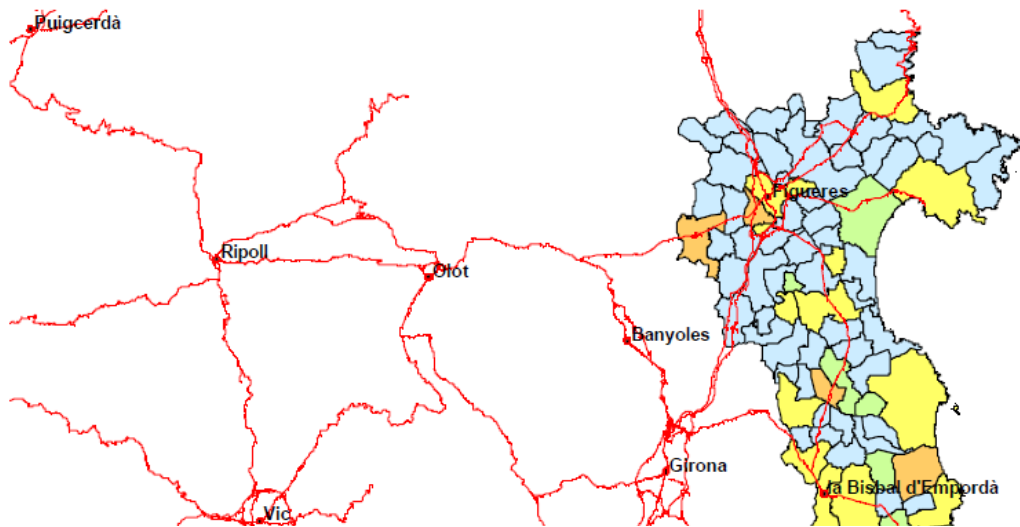 Puigcerdà
Figueres
Ripoll
Olot
Banyoles
Girona
la Bisbal d'Empordà
Vic